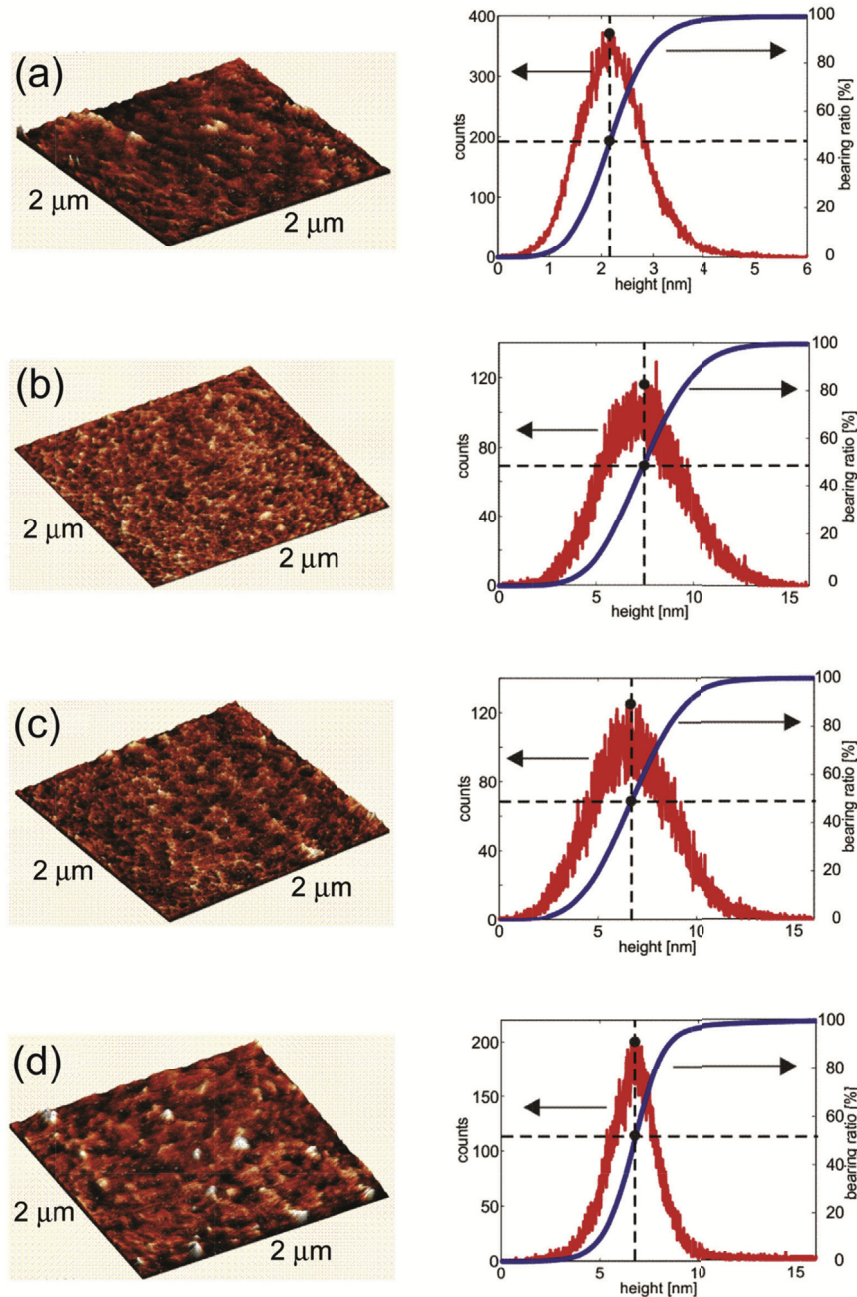 (a)
2 μm
2 μm
400
300
200
100
0
counts
0 1 2 3 4 5 6
height [nm]
100
80
60
40
20
0
bearing ratio [%]
(b)
2 μm
2 μm
120
80
40
0
counts
0 5 10 15
height [nm]
100
80
60
40
20
0
bearing ratio [%]
(c)
2 μm
2 μm
120
80
40
0
counts
0 5 10 15
height [nm]
100
80
60
40
20
0
bearing ratio [%]
(d)
2 μm
2 μm
200
150
100
50
0
counts
0 5 10 15
height [nm]
100
80
60
40
20
0
bearing ratio [%]